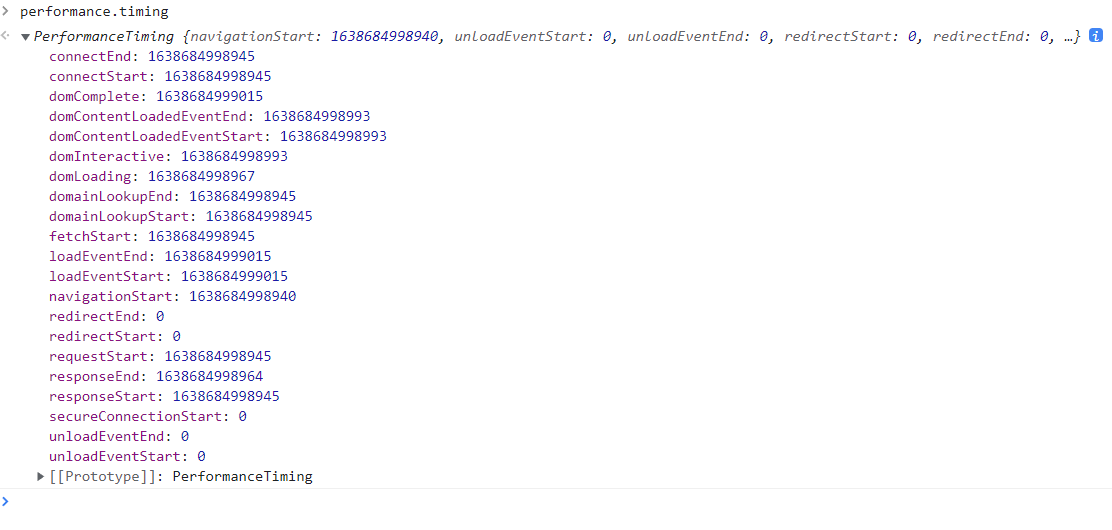 performance.timing
PerformanceTiming {navigationStart: 1638684998940, unloadEventStart: 0, unloadEventEnd: 0, redirectStart: 0, redirectEnd: 0, …}
connectEnd: 1638684998945
connectStart: 1638684998945
domComplete: 1638684999015
domContentLoadedEventEnd: 1638684998993
domContentLoadedEventStart: 1638684998993
domInteractive: 1638684998993
domLoading: 1638684998967
domainLookupEnd: 1638684998945
domainLookupStart: 1638684998945
fetchStart: 1638684998945
loadEventEnd: 1638684999015
loadEventStart: 1638684999015
navigationStart: 1638684998940
redirectEnd: 0
redirectStart: 0
requestStart: 1638684998945
responseEnd: 1638684998964
responseStart: 1638684998945
secureConnectionStart: 0
unloadEventEnd: 0
unloadEventStart: 0
[[Prototype]]: PerformanceTiming